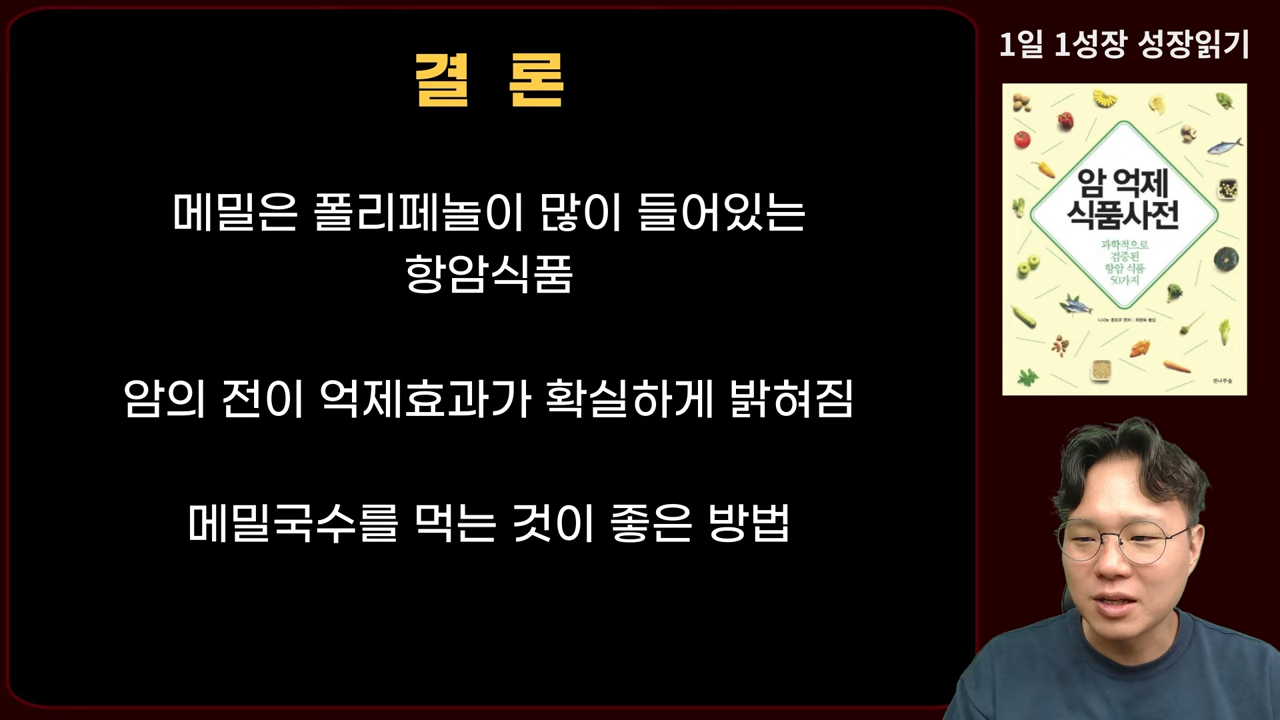 결 론
메밀은 폴리페놀이 많이 들어있는
항암식품
암의 전이 억제효과가 확실하게 밝혀짐
메밀국수를 먹는 것이 좋은 방법
1일 1성장 성장읽기
암 억제
식품사전
과학적으로
검증된
항암 식품
50가지
전나무숲